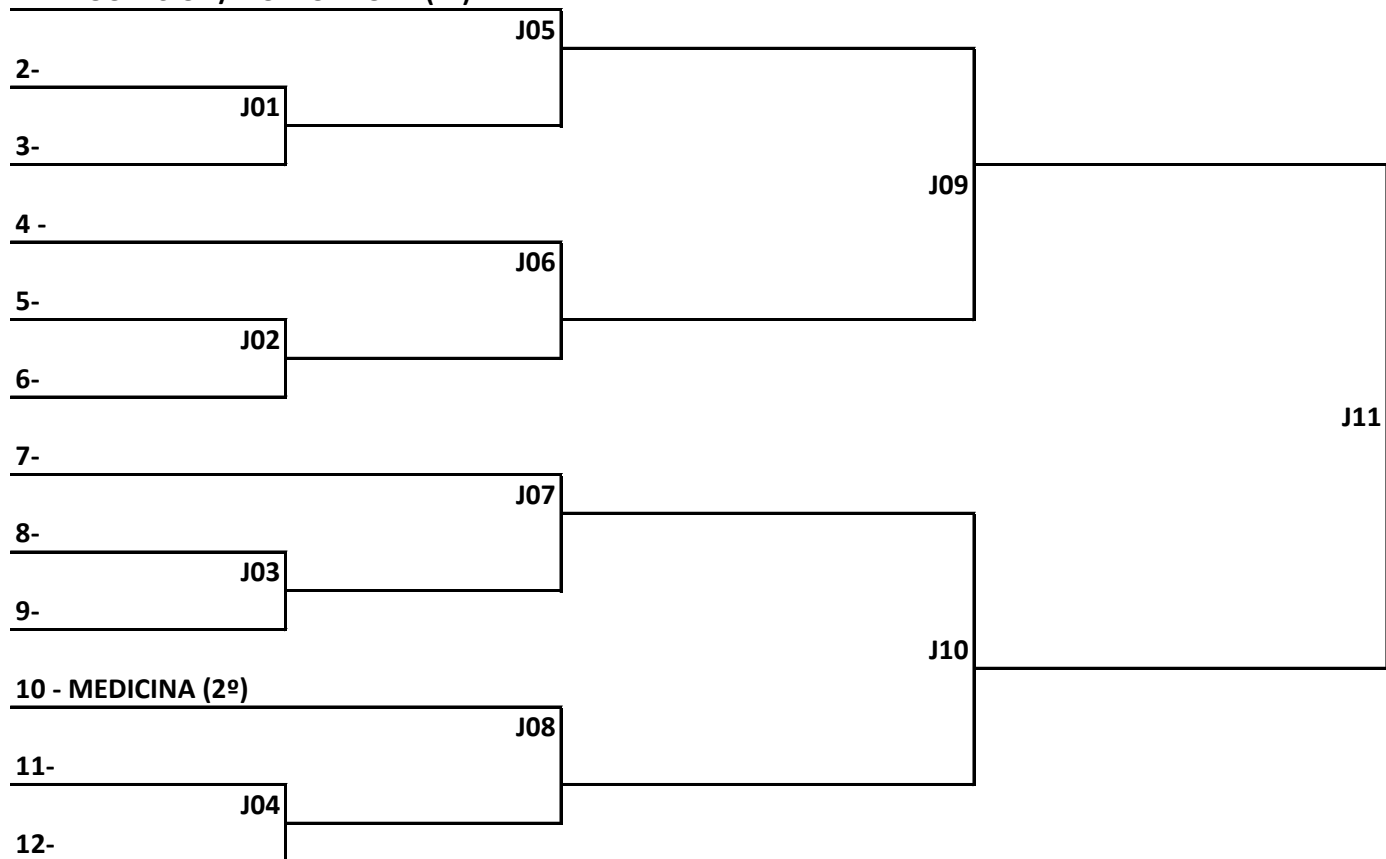 J05
2-
J01
3-
J09
4 -
J06
5-
J02
6-
J11
7-
J07
8-
J03
9-
J10
10 - MEDICINA (2º)
J08
11-
J04
12-